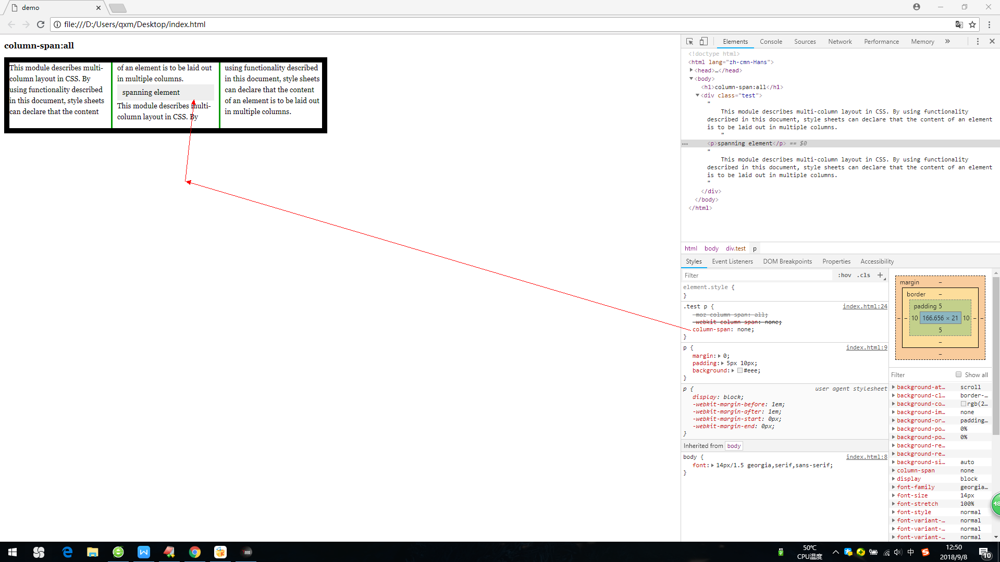 demo
file:///D:/Users/qxm/Desktop/index.html
column-span:all
This module describes multi-
column layout in CSS. By
using functionality described
in this document, style sheets
can declare that the content
of an element is to be laid out
in multiple columns.
spanning element
This module describes multi-
column layout in CSS. By
using functionality described
in this document, style sheets
can declare that the content
of an element is to be laid out
in multiple columns.
Elements Console Sources Network Performance Memory »
<!doctype html>
<html lang="zh-cmn-Hans">
<head>…</head>
<body>
<h1>column-span:all</h1>
<div class="test">
"
This module describes multi-column layout in CSS. By using functionality
described in this document, style sheets can declare that the content of an element
is to be laid out in multiple columns.
"
... <p>spanning element</p> == $0
"
This module describes multi-column layout in CSS. By using functionality
described in this document, style sheets can declare that the content of an element
is to be laid out in multiple columns.
"
</div>
</body>
</html>
html body div.test p
Styles Event Listeners DOM Breakpoints Properties Accessibility
Filter :hov .cls +
element.style {
}
.test p { index.html:24
-moz-column-span: all;
-webkit-column-span: none;
column-span: none;
}
p { index.html:9
margin: 0;
padding: 5px 10px;
background: #eee;
}
p { user agent stylesheet
display: block;
-webkit-margin-before: 1em;
-webkit-margin-after: 1em;
-webkit-margin-start: 0px;
-webkit-margin-end: 0px;
}
Inherited from body
body { index.html:8
font: 14px/1.5 georgia,serif,sans-serif;
}
margin –
border –
padding 5
– – 10 166.656 × 21 10 – –
5
–
–
Filter Show all
background-at… scroll
background-cl… border-…
background-co… rgb(2…
background-im… none
background-or… padding…
background-po… 0%
background-po… 0%
background-re…
background-re…
background-si… auto
column-span none
display block
font-family georgia…
font-size 14px
font-stretch 100%
font-style normal
font-variant-… normal
font-variant-… normal
font-variant-… normal
48
50℃
CPU温度
中
12:50
2018/9/8
10